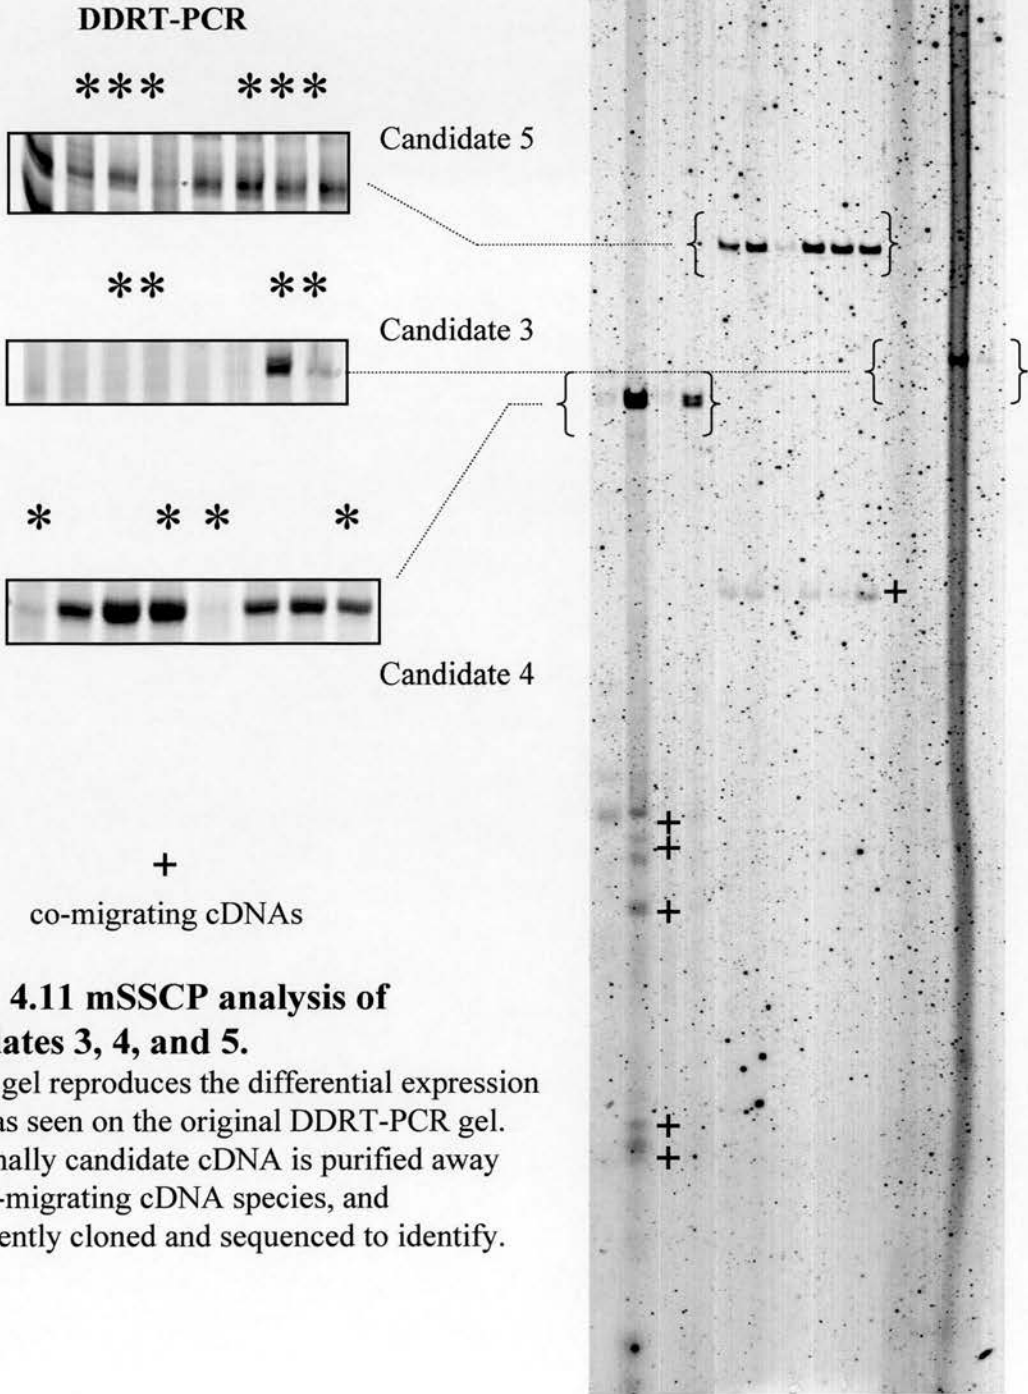 DDRT-PCR
* * * * * *
Candidate 5
* * * *
Candidate 3
* * * *
Candidate 4
+
+
+
+
+
+
+
co-migrating cDNAs
4.11 mSSCP analysis of
ates 3, 4, and 5.
gel reproduces the differential expression
as seen on the original DDRT-PCR gel.
nally candidate cDNA is purified away
-migrating cDNA species, and
ently cloned and sequenced to identify.